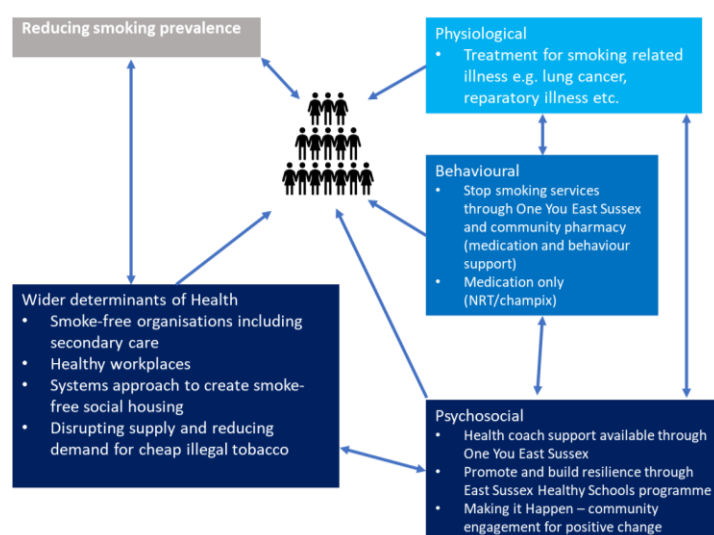 Reducing smoking prevalence
Physiological
• Treatment for smoking related
illness e.g. lung cancer,
reparatory illness etc.
Behavioural
• Stop smoking services
through One You East Sussex
and community pharmacy
(medication and behaviour
support)
• Medication only
(NRT/champix)
Wider determinants of Health
• Smoke-free organisations including
secondary care
• Healthy workplaces
• Systems approach to create smoke-
free social housing
• Disrupting supply and reducing
demand for cheap illegal tobacco
Psychosocial
• Health coach support available through
One You East Sussex
• Promote and build resilience through
East Sussex Healthy Schools programme
• Making it Happen – community
engagement for positive change